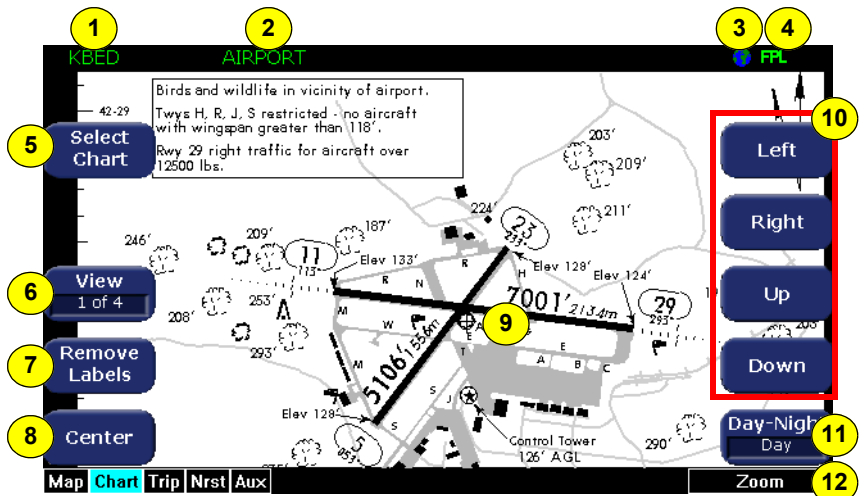 1 2 3 4
KBED AIRPORT FPL
Birds and wildlife in vicinity of airport.
42-29
Twys H, R, J, S restricted - no aircraft
with wingspan greater than 118'.
Rwy 29 right traffic for aircraft over
12500 lbs.
5
Select
Chart
10
Left
203'
209'
Right
211'
224'
187'
209'
246'
23
233°
11
113°
Elev 133'
Elev 128'
Elev 124'
R
H
R
N
6
View
1 of 4
253'
208'
7001' 2134m
29
293°
Up
M
W
9
A
E
E
T
A
B
C
203'
7
Remove
Labels
293'
M
5106' 1556m
Down
S
J
S
Elev 128'
5
053°
8
Center
Control Tower
126' AGL
290'
Day-Nigh
Day
11
Map Chart Trip Nrst Aux
Zoom
12